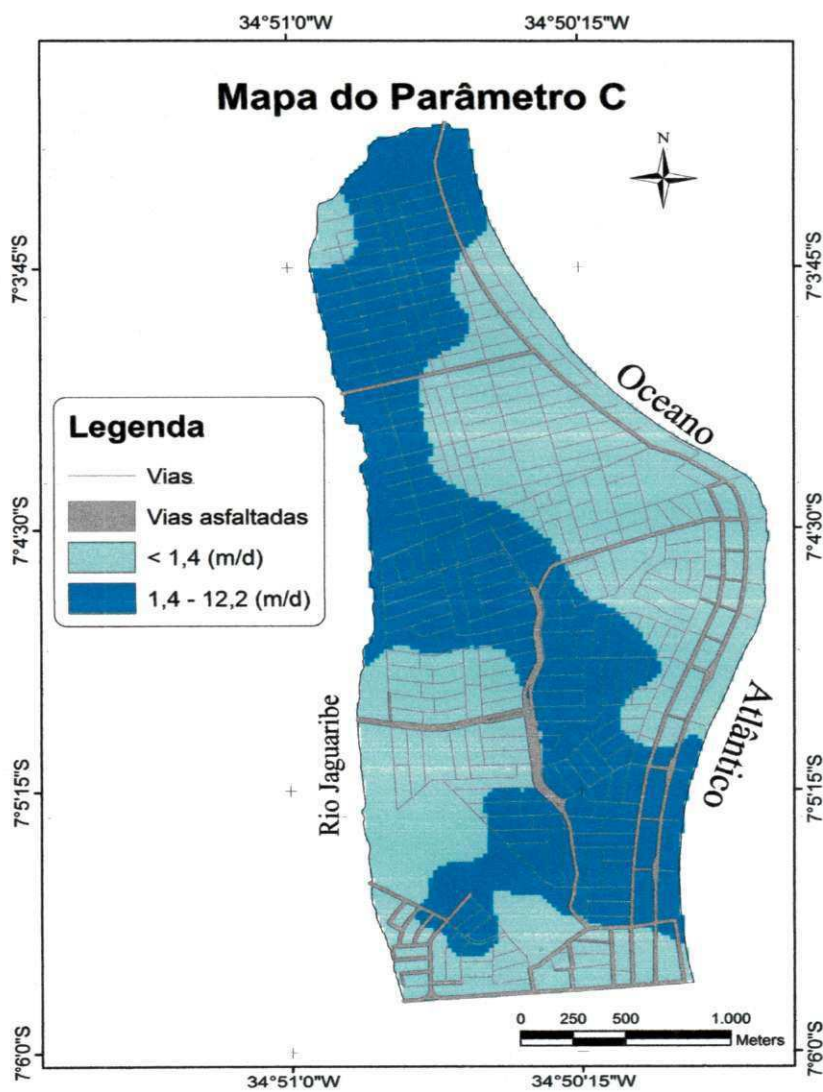 34°51'0"W
34°50'15"W
Mapa do Parâmetro C
N
7°3'45"S
7°3'45"S
Oceano
Legenda
Vias
Vias asfaltadas
< 1,4 (m/d)
1,4 - 12,2 (m/d)
7°4'30"S
7°4'30"S
Atlântico
Rio Jaguaribe
7°5'15"S
7°5'15"S
0 250 500 1.000
Meters
7°6'0"S
7°6'0"S
34°51'0"W
34°50'15"W